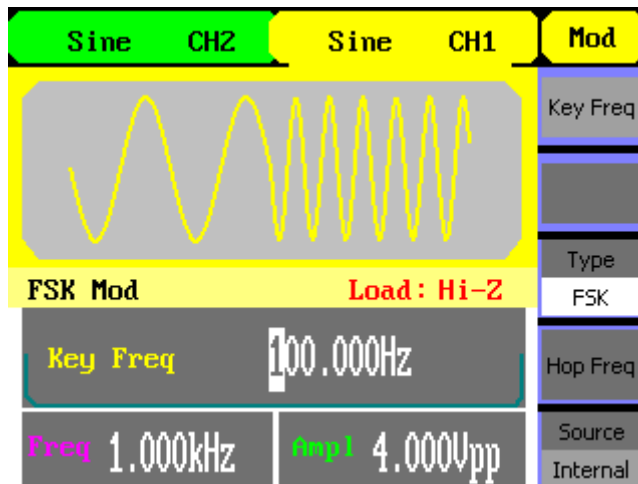 Sine CH2 Sine CH1 Mod
Key Freq
Type
FSK
FSK Mod Load: Hi-Z
Key Freq 100.000Hz
Hop Freq
Freq 1.000kHz Ampl 4.000Vpp
Source
Internal